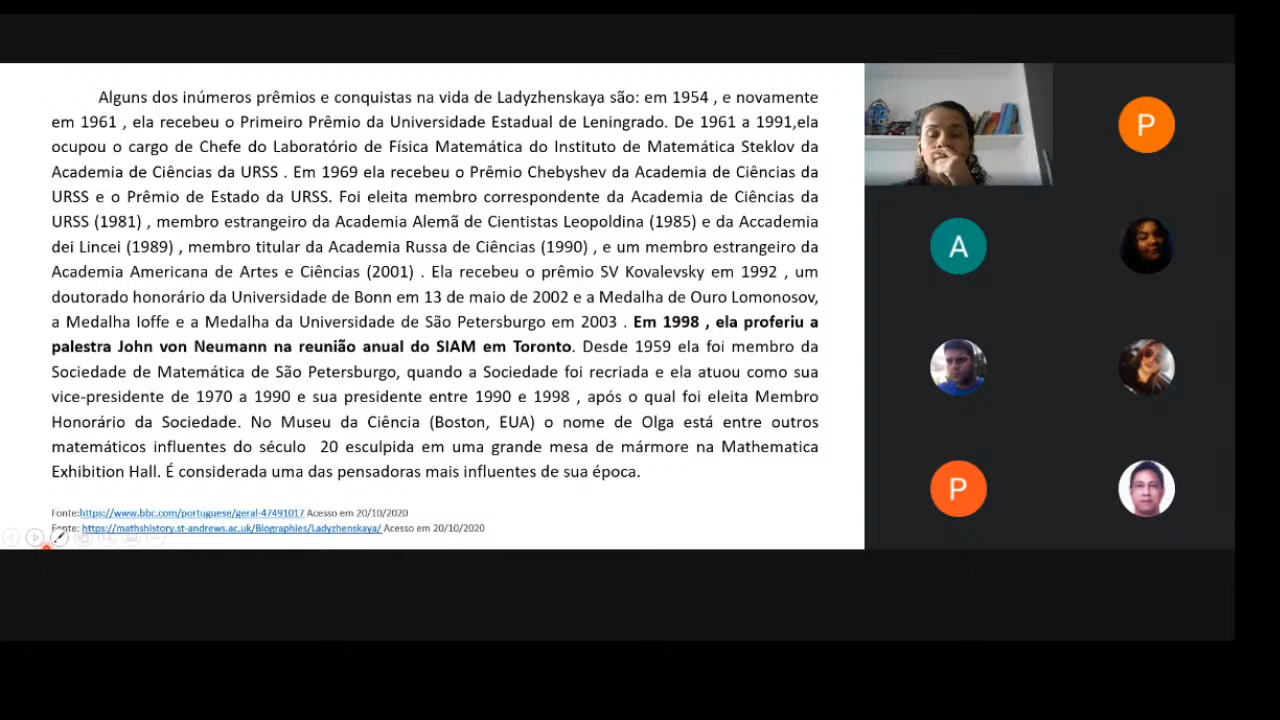 Alguns dos inúmeros prêmios e conquistas na vida de Ladyzhenskaya são: em 1954 , e novamente
em 1961 , ela recebeu o Primeiro Prêmio da Universidade Estadual de Leningrado. De 1961 a 1991,ela
ocupou o cargo de Chefe do Laboratório de Física Matemática do Instituto de Matemática Steklov da
Academia de Ciências da URSS . Em 1969 ela recebeu o Prêmio Chebyshev da Academia de Ciências da
URSS e o Prêmio de Estado da URSS. Foi eleita membro correspondente da Academia de Ciências da
URSS (1981) , membro estrangeiro da Academia Alemã de Cientistas Leopoldina (1985) e da Accademia
dei Lincei (1989) , membro titular da Academia Russa de Ciências (1990) , e um membro estrangeiro da
Academia Americana de Artes e Ciências (2001) . Ela recebeu o prêmio SV Kovalevsky em 1992 , um
doutorado honorário da Universidade de Bonn em 13 de maio de 2002 e a Medalha de Ouro Lomonosov,
a Medalha Ioffe e a Medalha da Universidade de São Petersburgo em 2003 . Em 1998 , ela proferiu a
palestra John von Neumann na reunião anual do SIAM em Toronto. Desde 1959 ela foi membro da
Sociedade de Matemática de São Petersburgo, quando a Sociedade foi recriada e ela atuou como sua
vice-presidente de 1970 a 1990 e sua presidente entre 1990 e 1998 , após o qual foi eleita Membro
Honorário da Sociedade. No Museu da Ciência (Boston, EUA) o nome de Olga está entre outros
matemáticos influentes do século 20 esculpida em uma grande mesa de mármore na Mathematica
Exhibition Hall. É considerada uma das pensadoras mais influentes de sua época.
Fonte:https://www.bbc.com/portuguese/geral-47491017 Acesso em 20/10/2020
Fonte: https://mathshistory.st-andrews.ac.uk/Biographies/Ladyzhenskaya/ Acesso em 20/10/2020
P
A
P